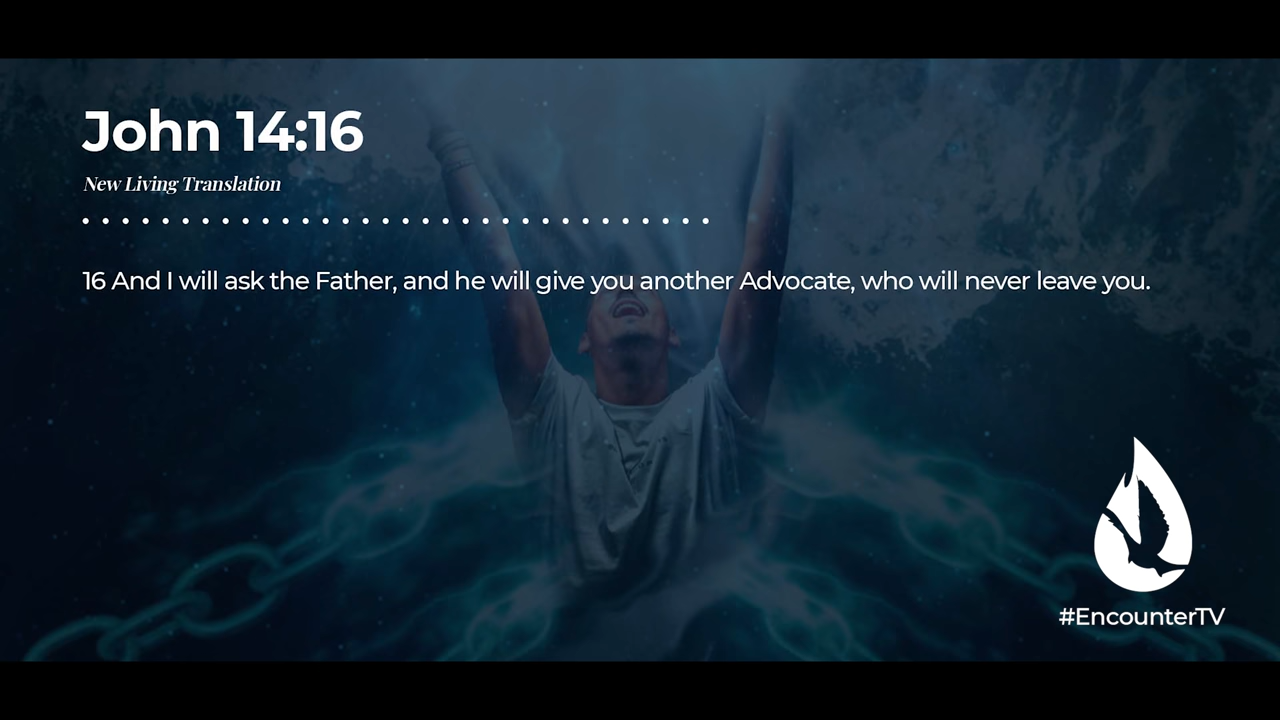 John 14:16
New Living Translation
16 And I will ask the Father, and he will give you another Advocate, who will never leave you.
#EncounterTV